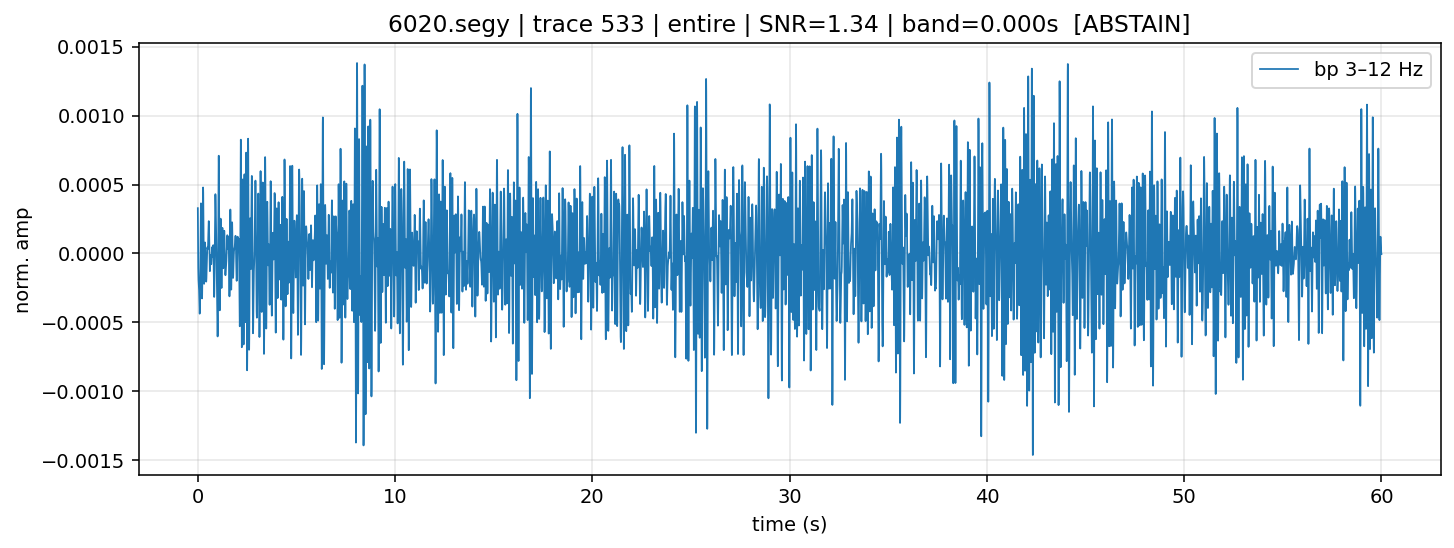 6020.segy | trace 533 | entire | SNR=1.34 | band=0.000s  [ABSTAIN]
bp 3–12 Hz
norm. amp
0.0015
0.0010
0.0005
0.0000
−0.0005
−0.0010
−0.0015
0 10 20 30 40 50 60
time (s)